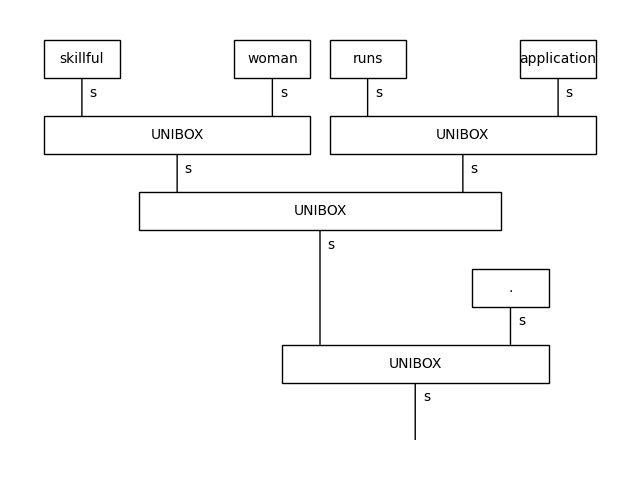 skillful woman runs application
s s s s
UNIBOX UNIBOX
s s
UNIBOX
s
.
s
UNIBOX
s